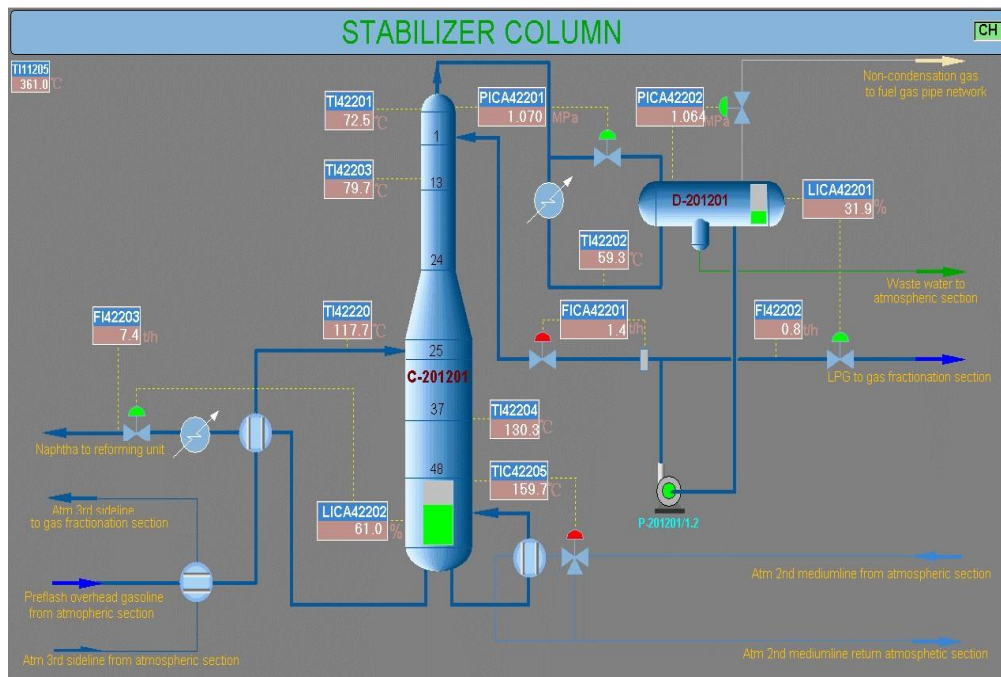 STABILIZER COLUMN
CH
TI11205
361.0 ℃
Non-condensation gas
to fuel gas pipe network
TI42201
72.5 ℃
PICA42201
1.070 MPa
PICA42202
1.064 MPa
1
TI42203
79.7 ℃
13
D-201201
LICA42201
31.9 %
TI42202
59.3 ℃
24
Waste water to
atmospheric section
FI42203
7.4 t/h
TI42220
117.7 ℃
FICA42201
1.4 t/h
FI42202
0.8 t/h
25
C-201201
LPG to gas fractionation section
37
TI42204
130.3 ℃
Naphtha to reforming unit
48
TIC42205
159.7 ℃
Atm 3rd sideline
to gas fractionation section
LICA42202
61.0 %
P-201201/1.2
Preflash overhead gasoline
from atmopheric section
Atm 2nd mediumline from atmospheric section
Atm 3rd sideline from atmospheric section
Atm 2nd mediumline return atmosphetic section